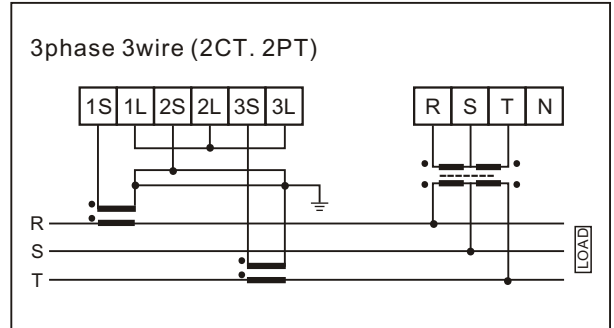 3phase 3wire (2CT. 2PT)
1S 1L 2S 2L 3S 3L
R S T N
R
S
T
LOAD